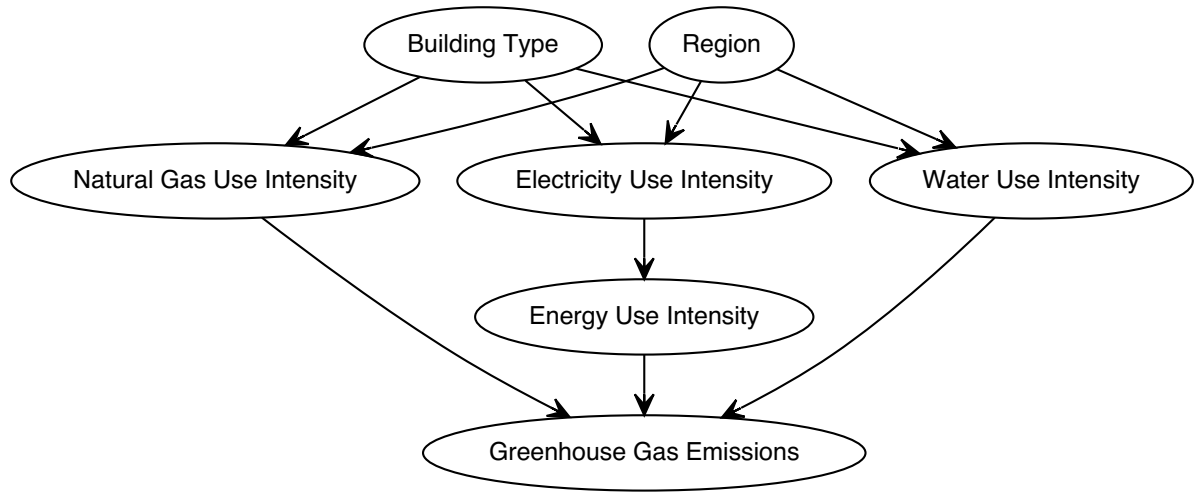 Building Type
Region
Natural Gas Use Intensity
Electricity Use Intensity
Water Use Intensity
Energy Use Intensity
Greenhouse Gas Emissions